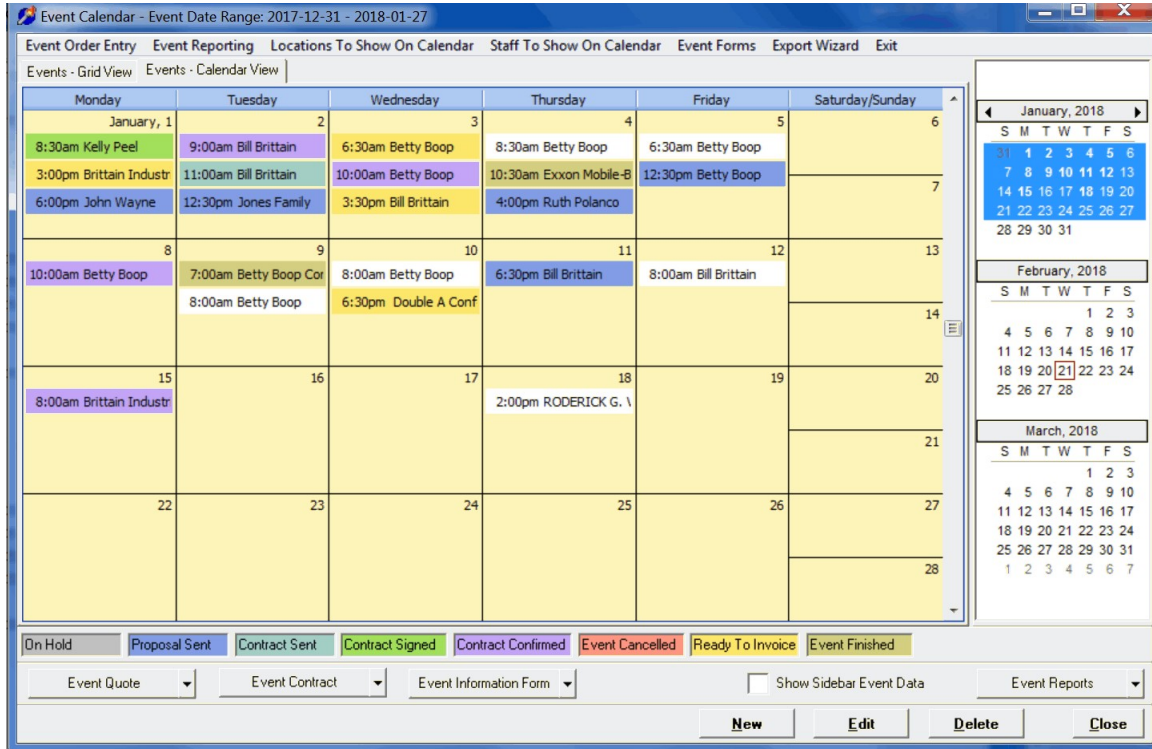 Event Calendar - Event Date Range: 2017-12-31 - 2018-01-27
Event Order Entry Event Reporting Locations To Show On Calendar Staff To Show On Calendar Event Forms Export Wizard Exit
Events - Grid View Events - Calendar View
Monday Tuesday Wednesday Thursday Friday Saturday/Sunday
January, 1 2 3 4 5 6
8:30am Kelly Peel 9:00am Bill Brittain 6:30am Betty Boop 8:30am Betty Boop 6:30am Betty Boop
3:00pm Brittain Industr 11:00am Bill Brittain 10:00am Betty Boop 10:30am Exxon Mobile-B 12:30pm Betty Boop
7
6:00pm John Wayne 12:30pm Jones Family 3:30pm Bill Brittain 4:00pm Ruth Polanco
8 9 10 11 12 13
10:00am Betty Boop 7:00am Betty Boop Cor 8:00am Betty Boop 6:30pm Bill Brittain 8:00am Bill Brittain
8:00am Betty Boop 6:30pm Double A Conf
14
15 16 17 18 19 20
8:00am Brittain Industr 2:00pm RODERICK G. \
21
22 23 24 25 26 27
28
January, 2018
S M T W T F S
31 1 2 3 4 5 6
7 8 9 10 11 12 13
14 15 16 17 18 19 20
21 22 23 24 25 26 27
28 29 30 31
February, 2018
S M T W T F S
1 2 3
4 5 6 7 8 9 10
11 12 13 14 15 16 17
18 19 20 21 22 23 24
25 26 27 28
March, 2018
S M T W T F S
1 2 3
4 5 6 7 8 9 10
11 12 13 14 15 16 17
18 19 20 21 22 23 24
25 26 27 28 29 30 31
1 2 3 4 5 6 7
On Hold Proposal Sent Contract Sent Contract Signed Contract Confirmed Event Cancelled Ready To Invoice Event Finished
Event Quote Event Contract Event Information Form Show Sidebar Event Data Event Reports
New Edit Delete Close